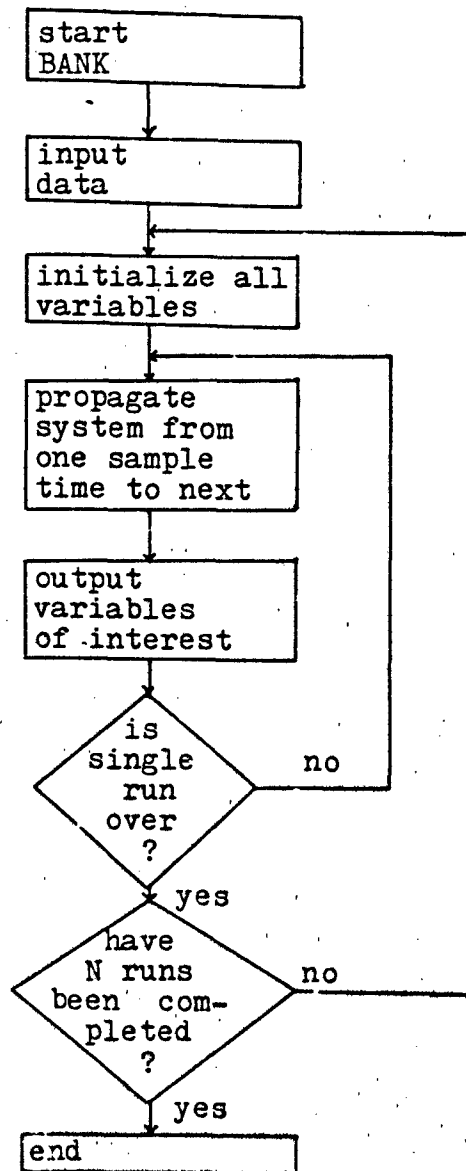 start
BANK
input
data
initialize all
variables
propagate
system from
one sample
time to next
output
variables
of interest
is
single
run
over
?
no
yes
have
N runs
been com-
pleted
?
no
yes
end